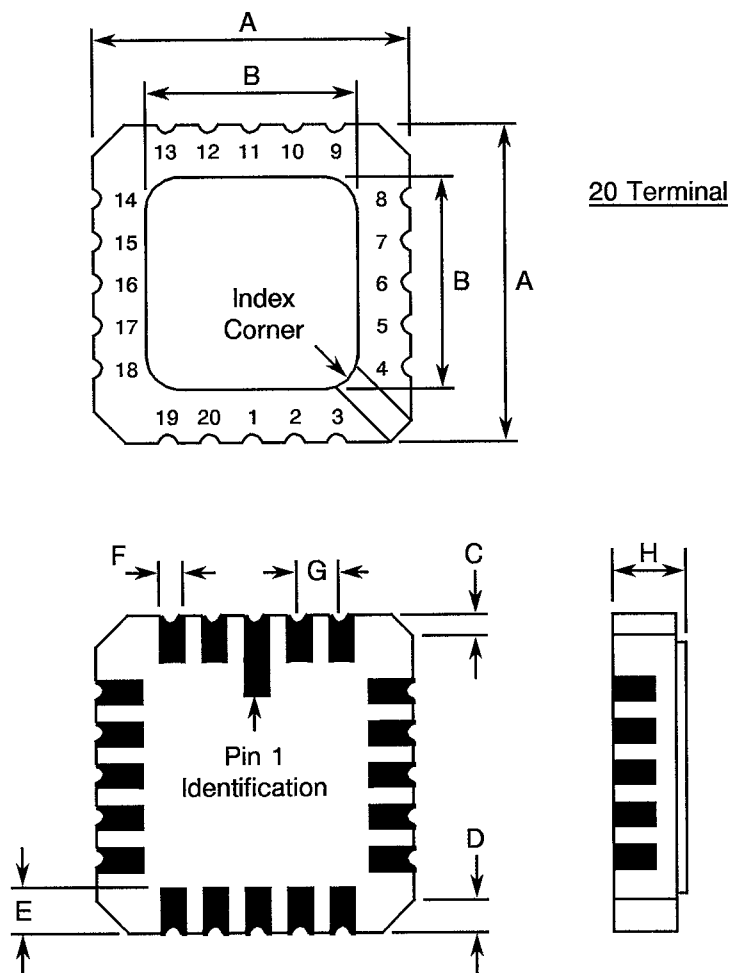 A
B
13 12 11 10 9
20 Terminal
14 8
15 7
16 6
17 5
18 4
B
A
Index
Corner
19 20 1 2 3
F
G
C
H
Pin 1
Identification
D
E